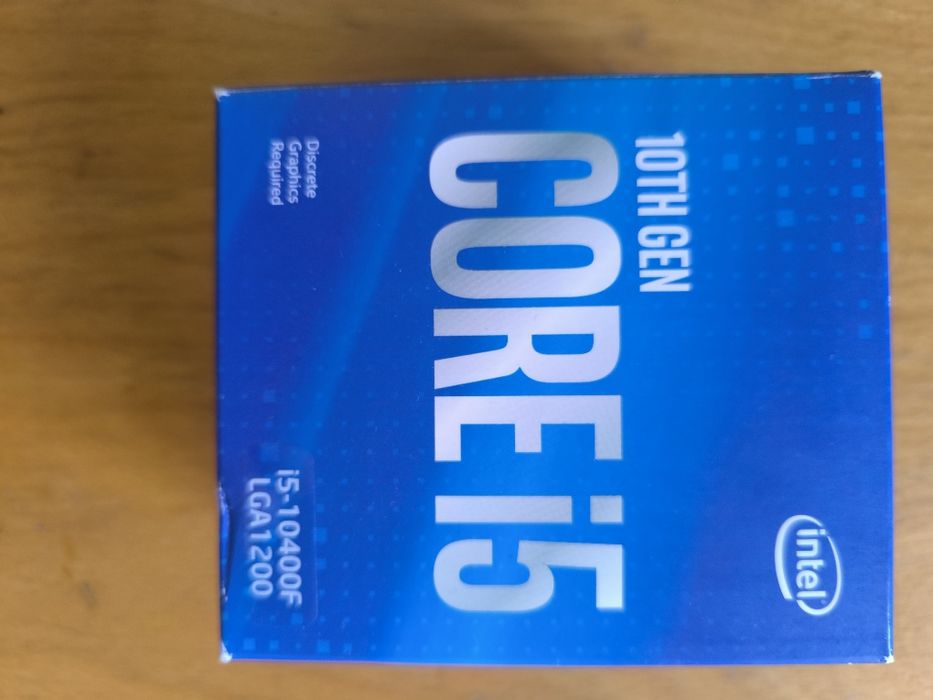 intel
10TH GEN
CORE i5
Discrete
Graphics
Required
i5-10400F
LGA1200